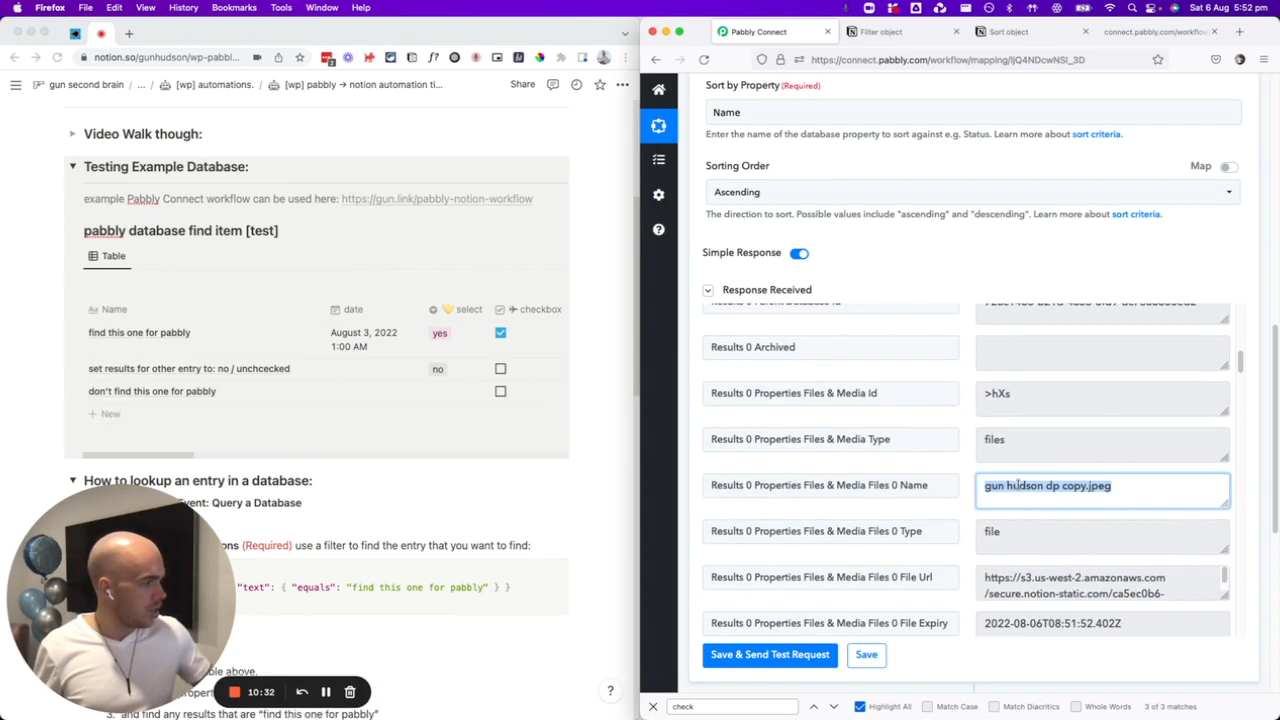 Firefox File Edit View History Bookmarks Tools Window Help
Sat 6 Aug 5:52 pm
notion.so/gunhudson/wp-pabbl...
gun second brain / ... / [wp] automations. / [wp] pabbly → notion automation ti...
Share
Video Walk though:
Testing Example Database:
example Pabbly Connect workflow can be used here: https://gun.link/pabbly-notion-workflow
pabbly database find item [test]
Table
Aa Name date select checkbox
find this one for pabbly August 3, 2022 1:00 AM yes
set results for other entry to: no / unchcecked no
don't find this one for pabbly
+ New
How to lookup an entry in a database:
Event: Query a Database
(Required) use a filter to find the entry that you want to find:
"text": { "equals": "find this one for pabbly" } }
able above.
propert
3. and find any results that are "find this one for pabbly"
10:32
?
Pabbly Connect
Filter object
Sort object
connect.pabbly.com/workflow
https://connect.pabbly.com/workflow/mapping/IjQ4NDcwNSI_3D
Sort by Property (Required)
Name
Enter the name of the database property to sort against e.g. Status. Learn more about sort criteria.
Sorting Order
Map
Ascending
The direction to sort. Possible values include "ascending" and "descending". Learn more about sort criteria.
Simple Response
Response Received
Results 0 Archived
Results 0 Properties Files & Media Id
>hXs
Results 0 Properties Files & Media Type
files
Results 0 Properties Files & Media Files 0 Name
gun hudson dp copy.jpeg
Results 0 Properties Files & Media Files 0 Type
file
Results 0 Properties Files & Media Files 0 File Url
https://s3.us-west-2.amazonaws.com
/secure.notion-static.com/ca5ec0b6-
Results 0 Properties Files & Media Files 0 File Expiry
2022-08-06T08:51:52.402Z
Save & Send Test Request
Save
check
Highlight All
Match Case
Match Diacritics
Whole Words
3 of 3 matches